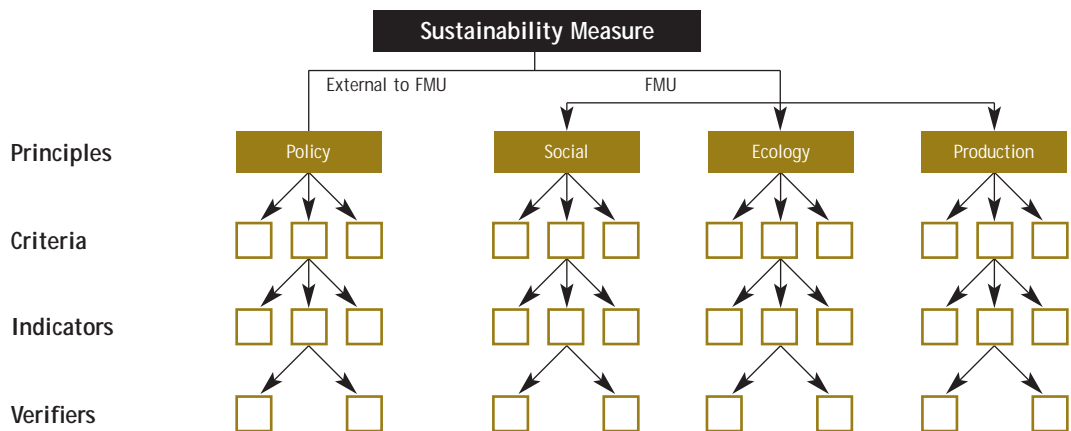 Sustainability Measure
External to FMU
FMU
Principles
Policy
Social
Ecology
Production
Criteria
Indicators
Verifiers